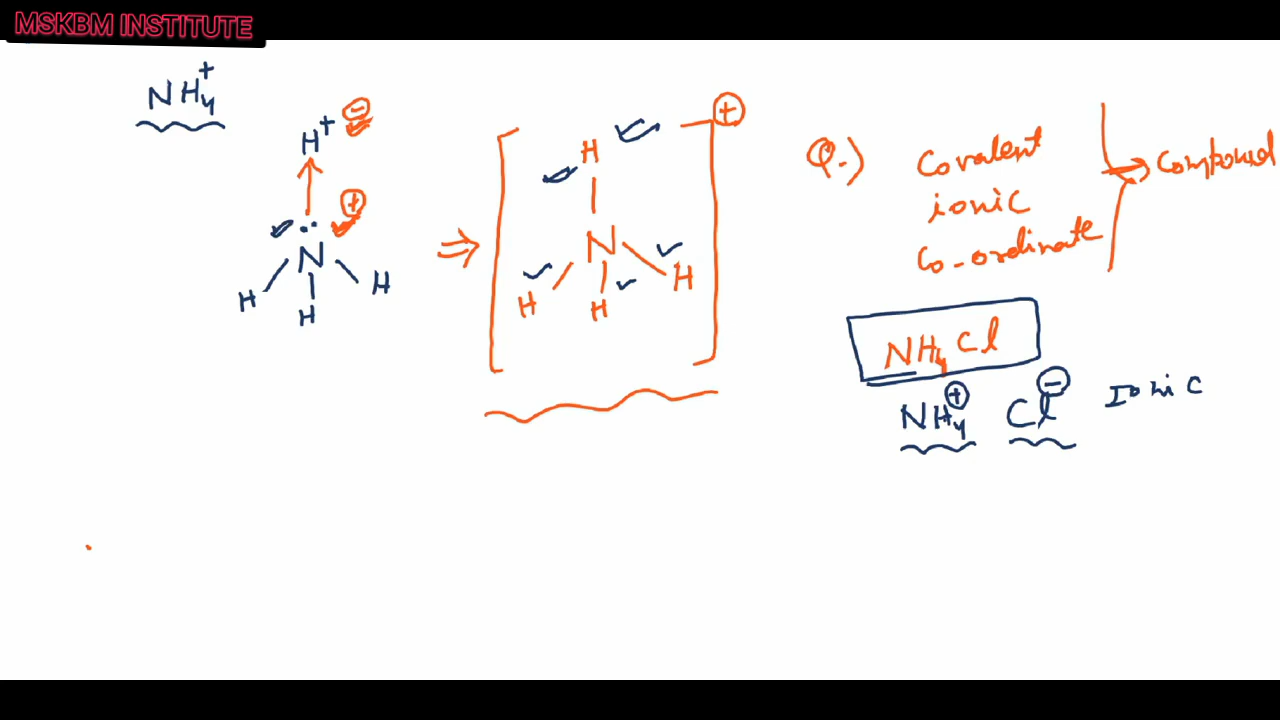 MSKBM INSTITUTE
NH4+
H+ −
+
N
H H H
⇒
[ H
N
H H H ] +
Q.) Covalent
ionic
Co-ordinate
→ Compound
NH4Cl
NH4+ Cl− Ionic